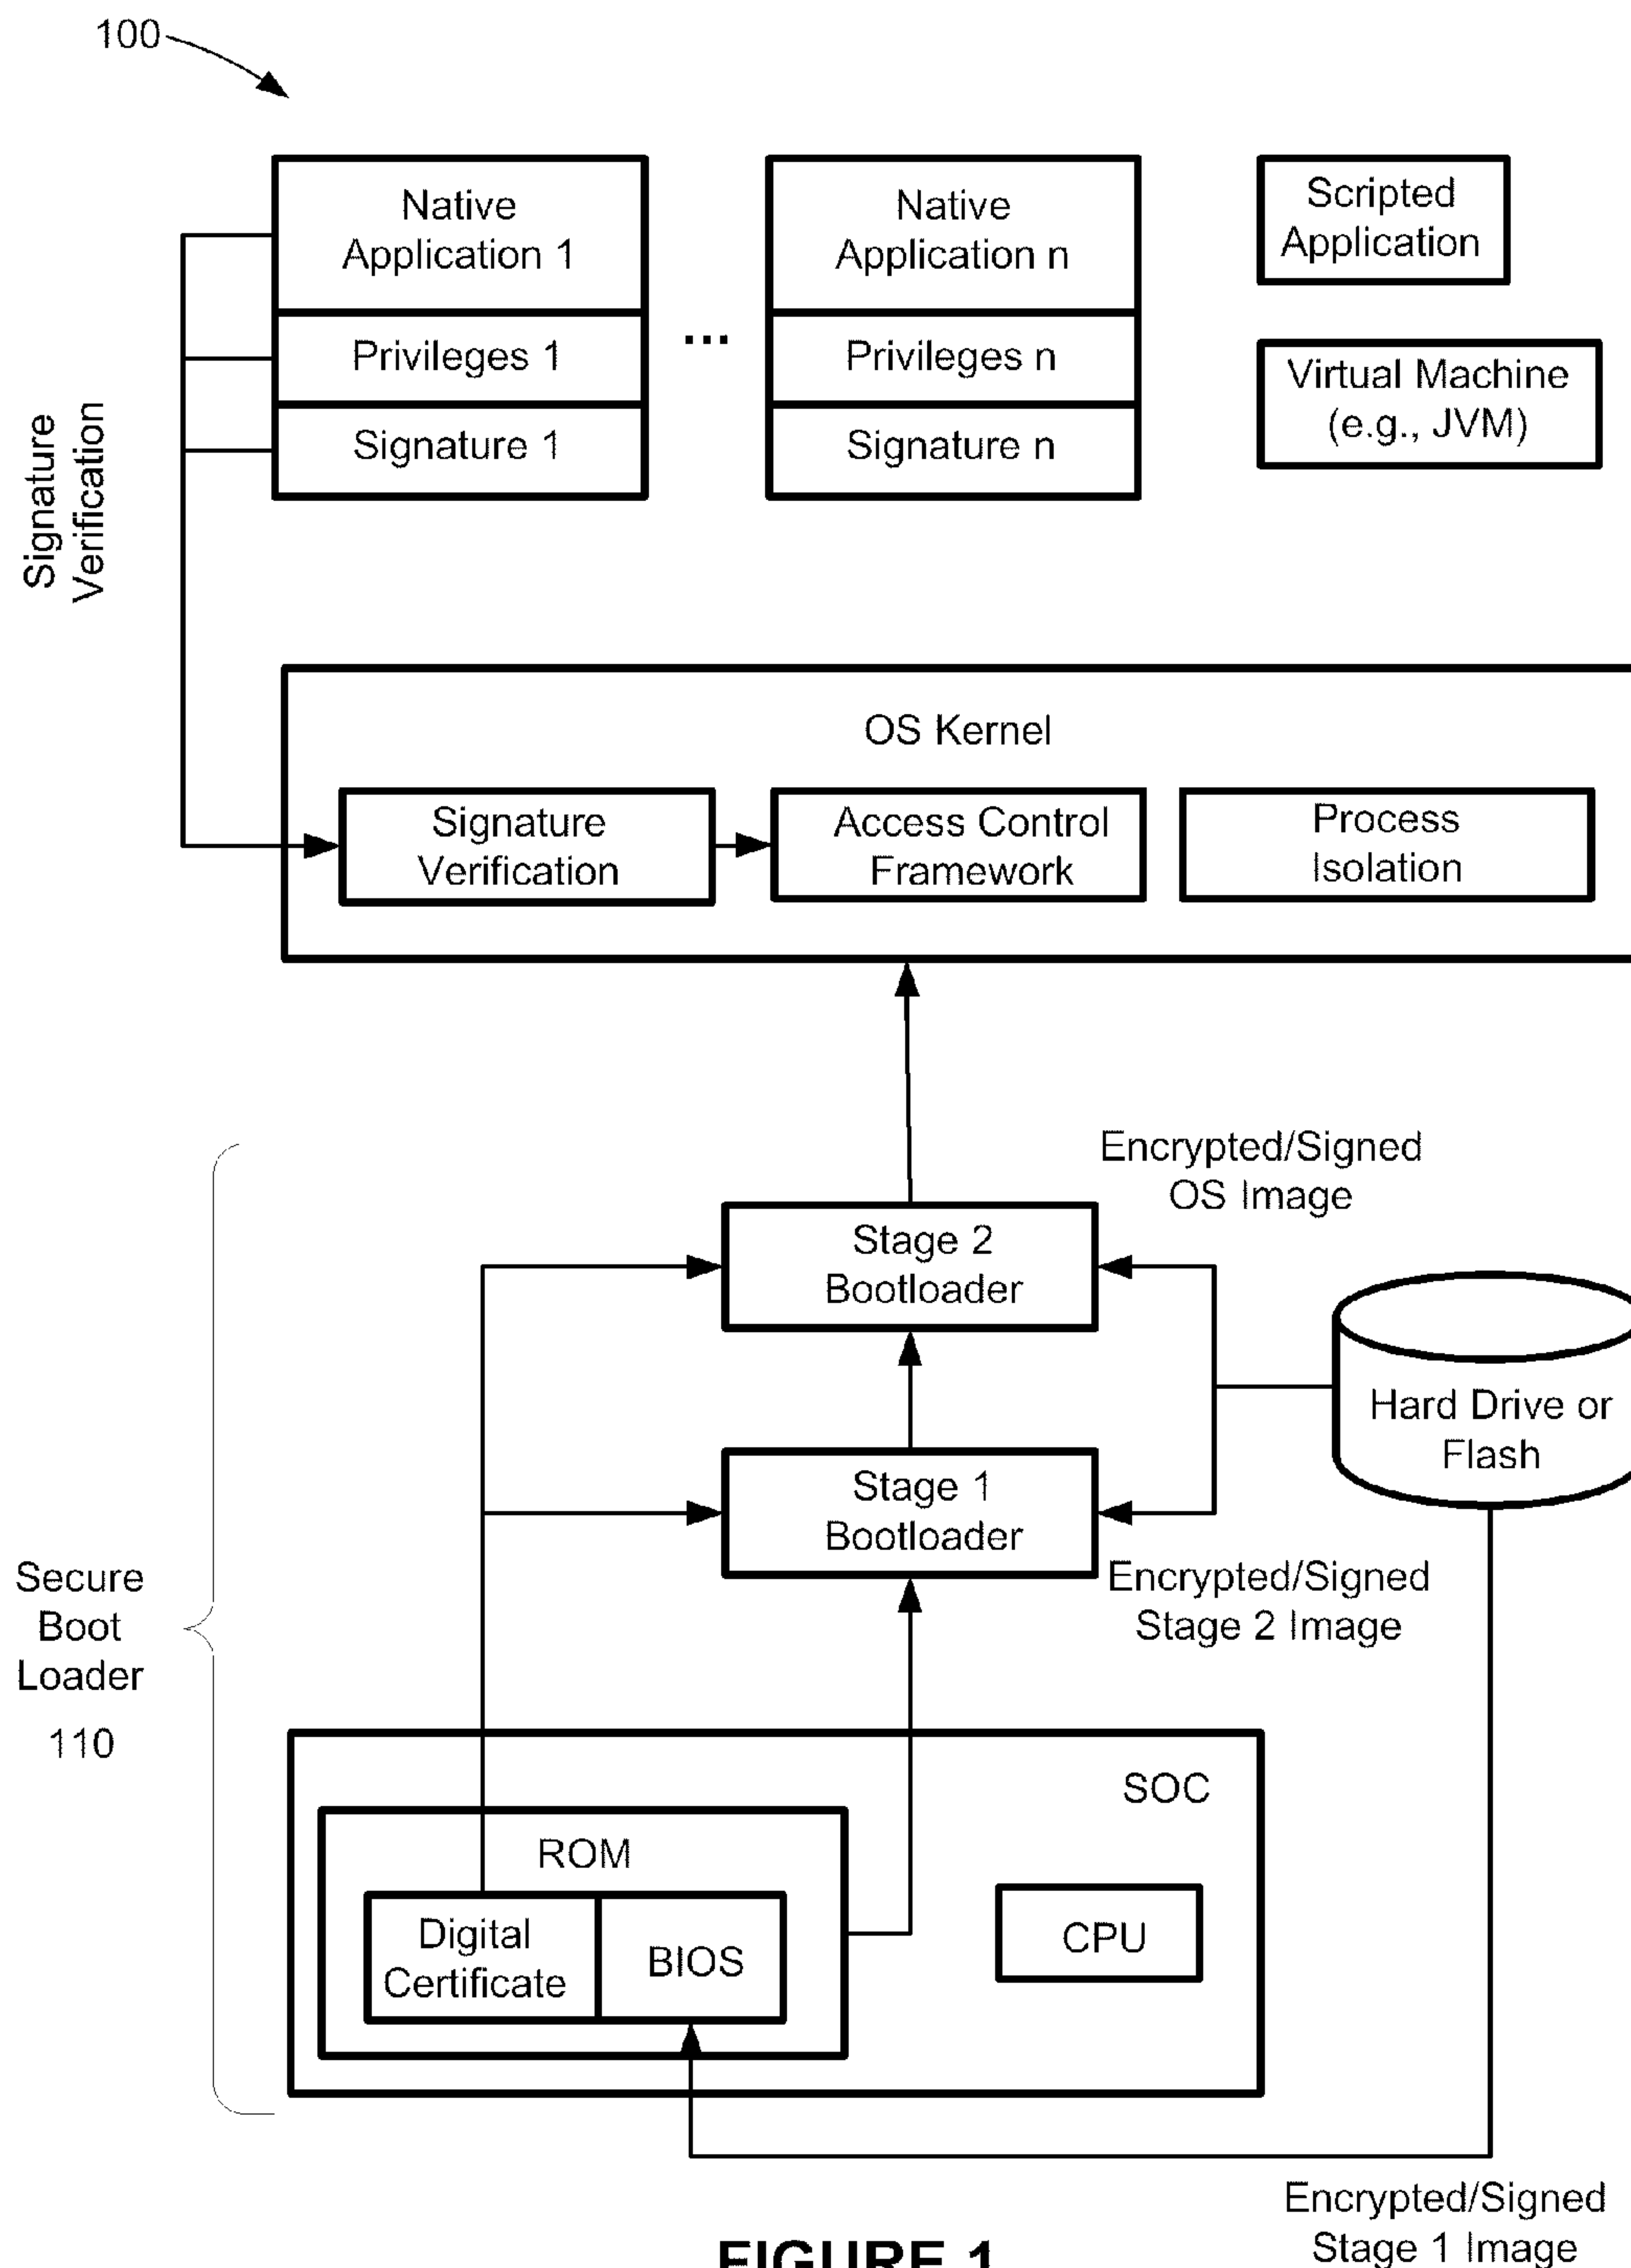 100
Native
Application 1
Privileges 1
Signature 1
...
Native
Application n
Privileges n
Signature n
Scripted
Application
Virtual Machine
(e.g., JVM)
Signature
Verification
OS Kernel
Signature
Verification
Access Control
Framework
Process
Isolation
Encrypted/Signed
OS Image
Stage 2
Bootloader
Hard Drive or
Flash
Stage 1
Bootloader
Encrypted/Signed
Stage 2 Image
Secure
Boot
Loader
110
SOC
ROM
Digital
Certificate
BIOS
CPU
Encrypted/Signed
Stage 1 Image
FIGURE 1